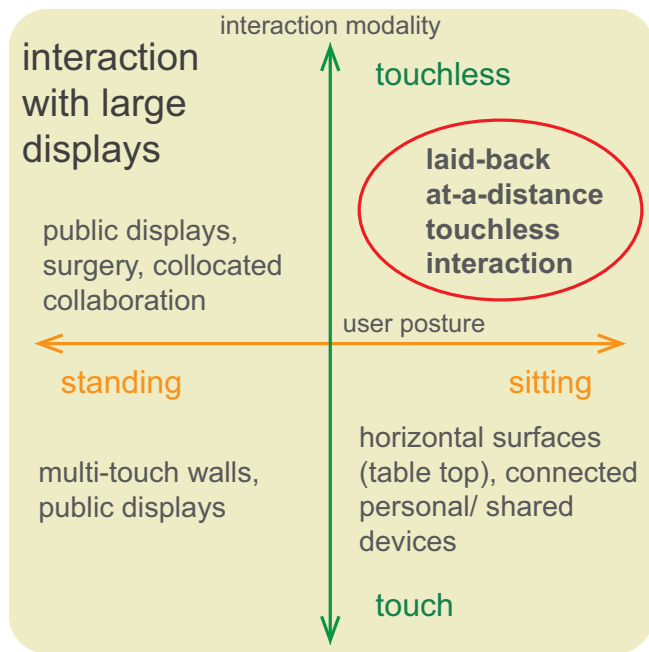 interaction modality
interaction
with large
displays
touchless
laid-back
at-a-distance
touchless
interaction
public displays,
surgery, collocated
collaboration
user posture
standing
sitting
multi-touch walls,
public displays
horizontal surfaces
(table top), connected
personal/ shared
devices
touch